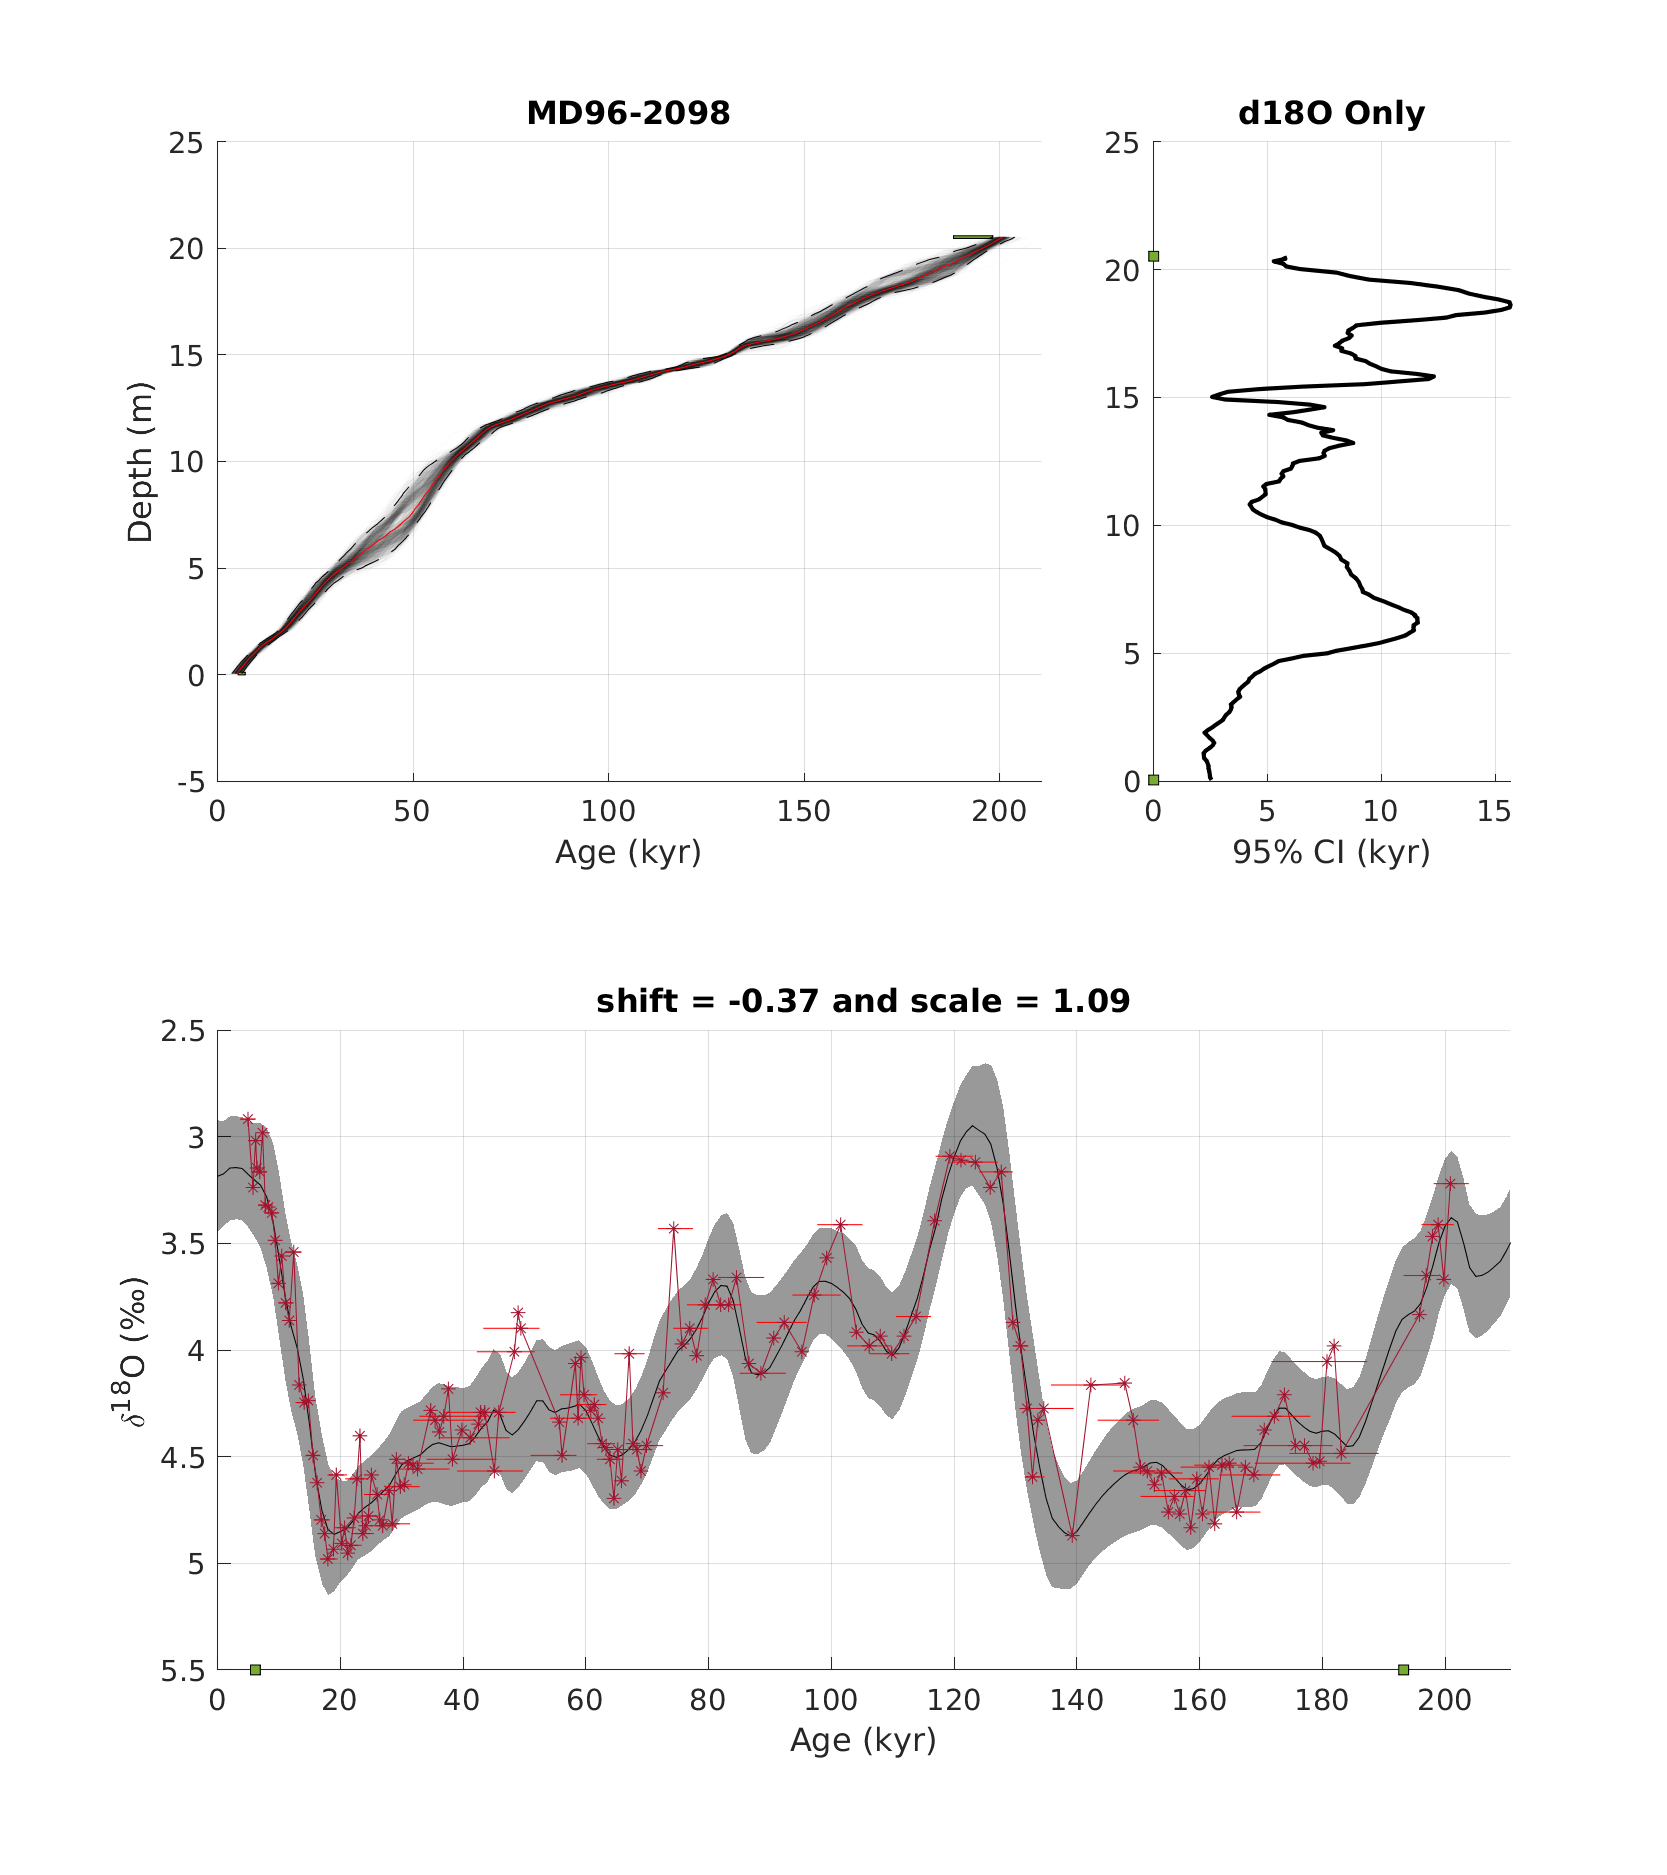 MD96-2098
25
20
15
10
5
0
-5
Depth (m)
0 50 100 150 200
Age (kyr)
d18O Only
25
20
15
10
5
0
0 5 10 15
95% CI (kyr)
shift = -0.37 and scale = 1.09
2.5
3
3.5
4
4.5
5
5.5
δ¹⁸O (‰)
0 20 40 60 80 100 120 140 160 180 200
Age (kyr)